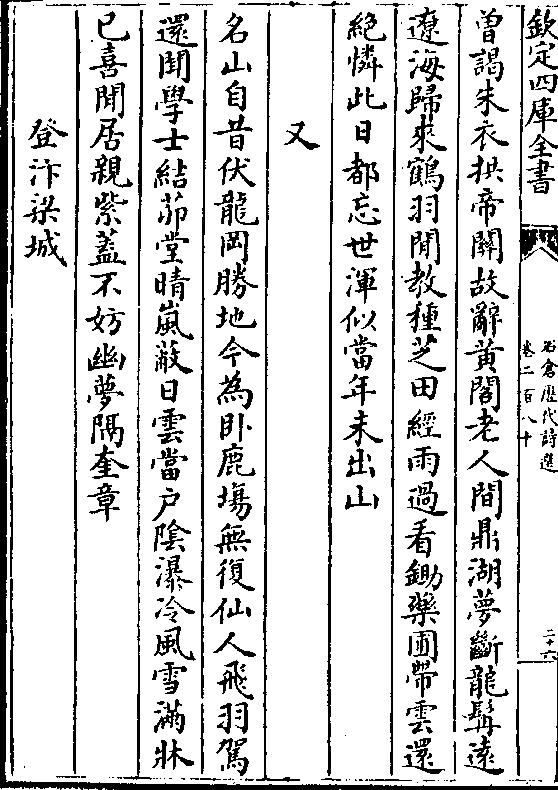 欽定四庫全書
石倉歷代詩選
卷二百八十
二十六
曾謁朱衣拱帝關故辭黃閣老人間鼎湖夢斷龍髯遠
遼海歸來鶴羽閒教種芝田經雨過看鋤藥圃帶雲還
絕憐此日都忘世渾似當年未出山
又
名山自昔伏龍岡勝地今為卧鹿塲無復仙人飛羽駕
還聞學士結茆堂晴嵐蔽日雲當户陰瀑冷風雪滿牀
已喜閒居親紫蓋不妨幽夢隔奎章
登汴梁城